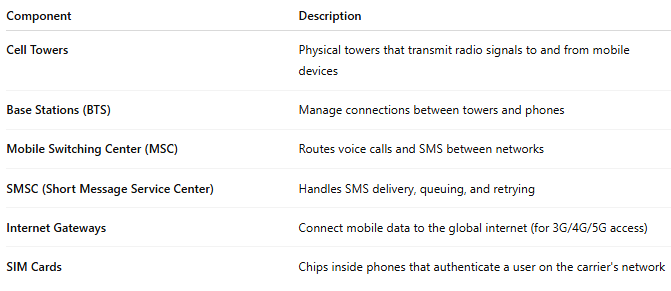 Component Description
Cell Towers Physical towers that transmit radio signals to and from mobile
devices
Base Stations (BTS) Manage connections between towers and phones
Mobile Switching Center (MSC) Routes voice calls and SMS between networks
SMSC (Short Message Service Center) Handles SMS delivery, queuing, and retrying
Internet Gateways Connect mobile data to the global internet (for 3G/4G/5G access)
SIM Cards Chips inside phones that authenticate a user on the carrier's network